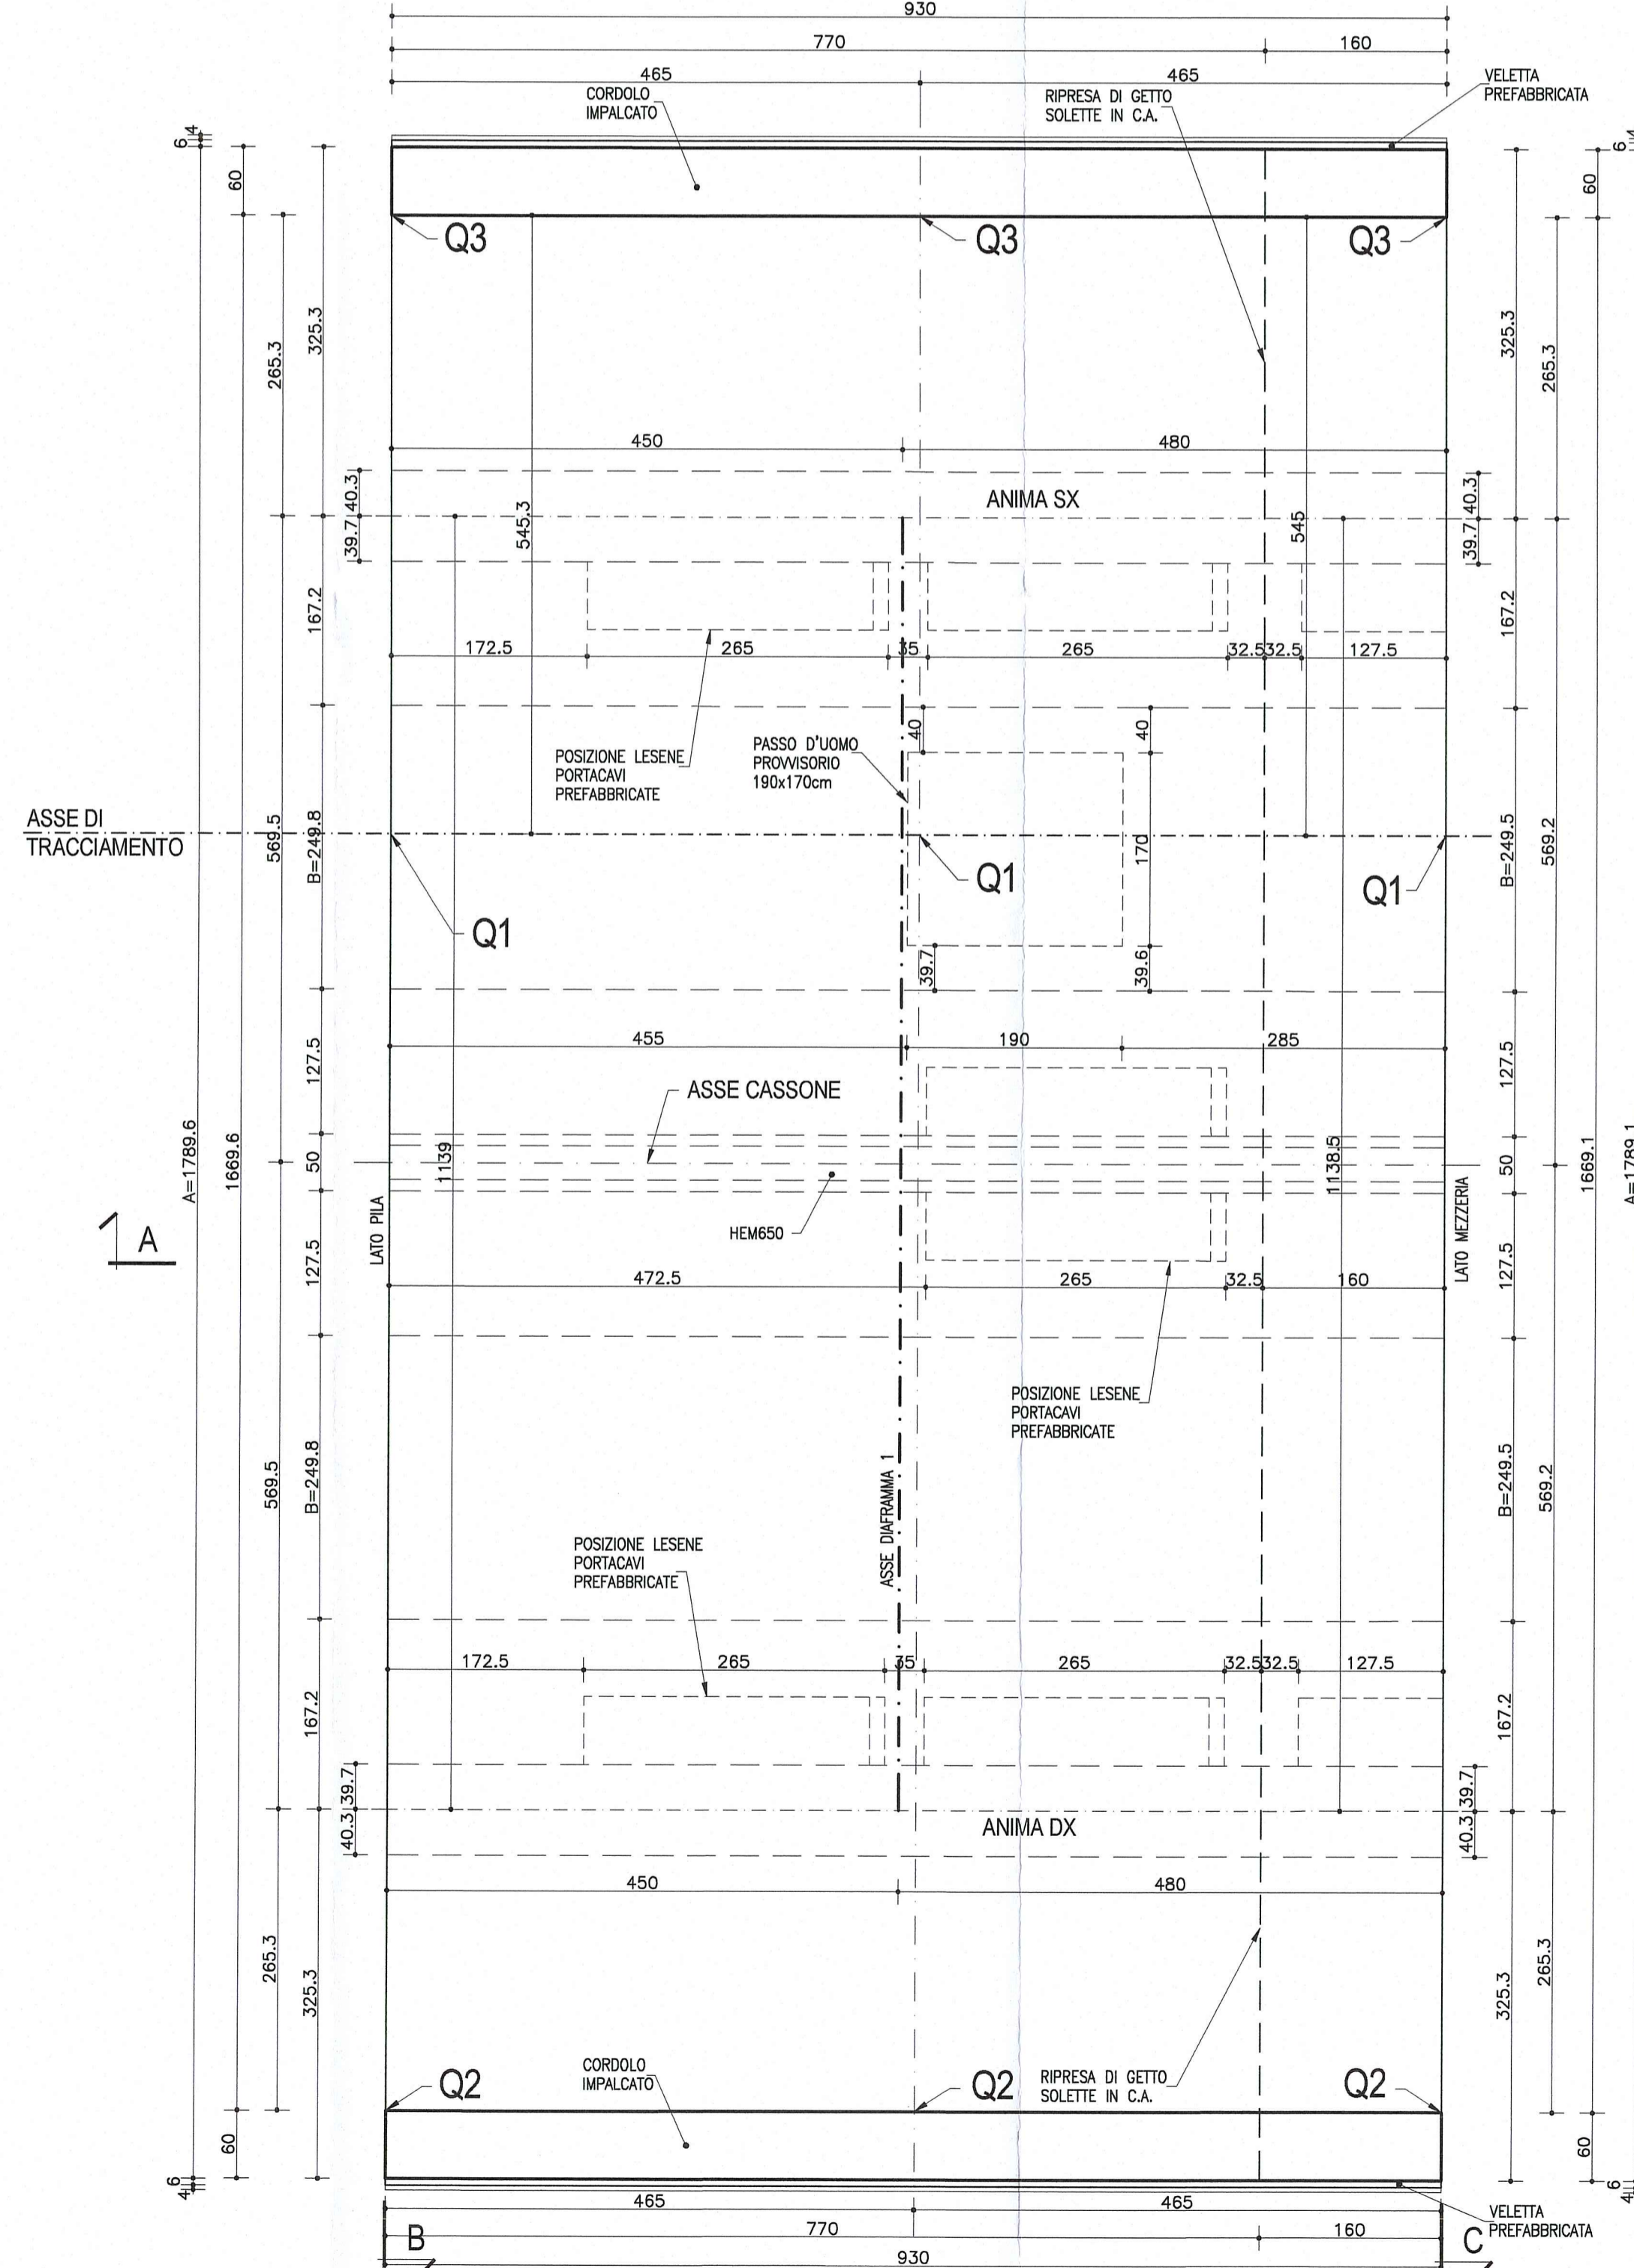 930
770
160
465
465
CORDOLO
IMPALCATO
RIPRESA DI GETTO
SOLETTE IN C.A.
VELETTA
PREFABBRICATA
4
6
60
60
6
4
Q3
Q3
Q3
325.3
265.3
325.3
265.3
450
480
40.3
39.7
ANIMA SX
40.3
39.7
545.3
545
167.2
167.2
172.5
265
35
265
32.5
32.5
127.5
POSIZIONE LESENE
PORTACAVI
PREFABBRICATE
PASSO D'UOMO
PROVVISORIO
190x170cm
40
40
170
39.7
39.6
ASSE DI
TRACCIAMENTO
569.5
B=249.8
B=249.5
569.2
Q1
Q1
Q1
127.5
127.5
455
190
285
ASSE CASSONE
A=1789.6
1669.6
50
1139
1138.5
50
1669.1
A=1789.1
HEM650
LATO PILA
LATO MEZZERIA
A
127.5
127.5
472.5
265
32.5
160
POSIZIONE LESENE
PORTACAVI
PREFABBRICATE
569.5
B=249.8
B=249.5
569.2
ASSE DIAFRAMMA 1
POSIZIONE LESENE
PORTACAVI
PREFABBRICATE
172.5
265
35
265
32.5
32.5
127.5
167.2
167.2
39.7
40.3
39.7
40.3
ANIMA DX
450
480
265.3
325.3
325.3
265.3
CORDOLO
IMPALCATO
RIPRESA DI GETTO
SOLETTE IN C.A.
Q2
Q2
Q2
60
60
6
4
6
4
465
465
VELETTA
PREFABBRICATA
770
160
B
C
930